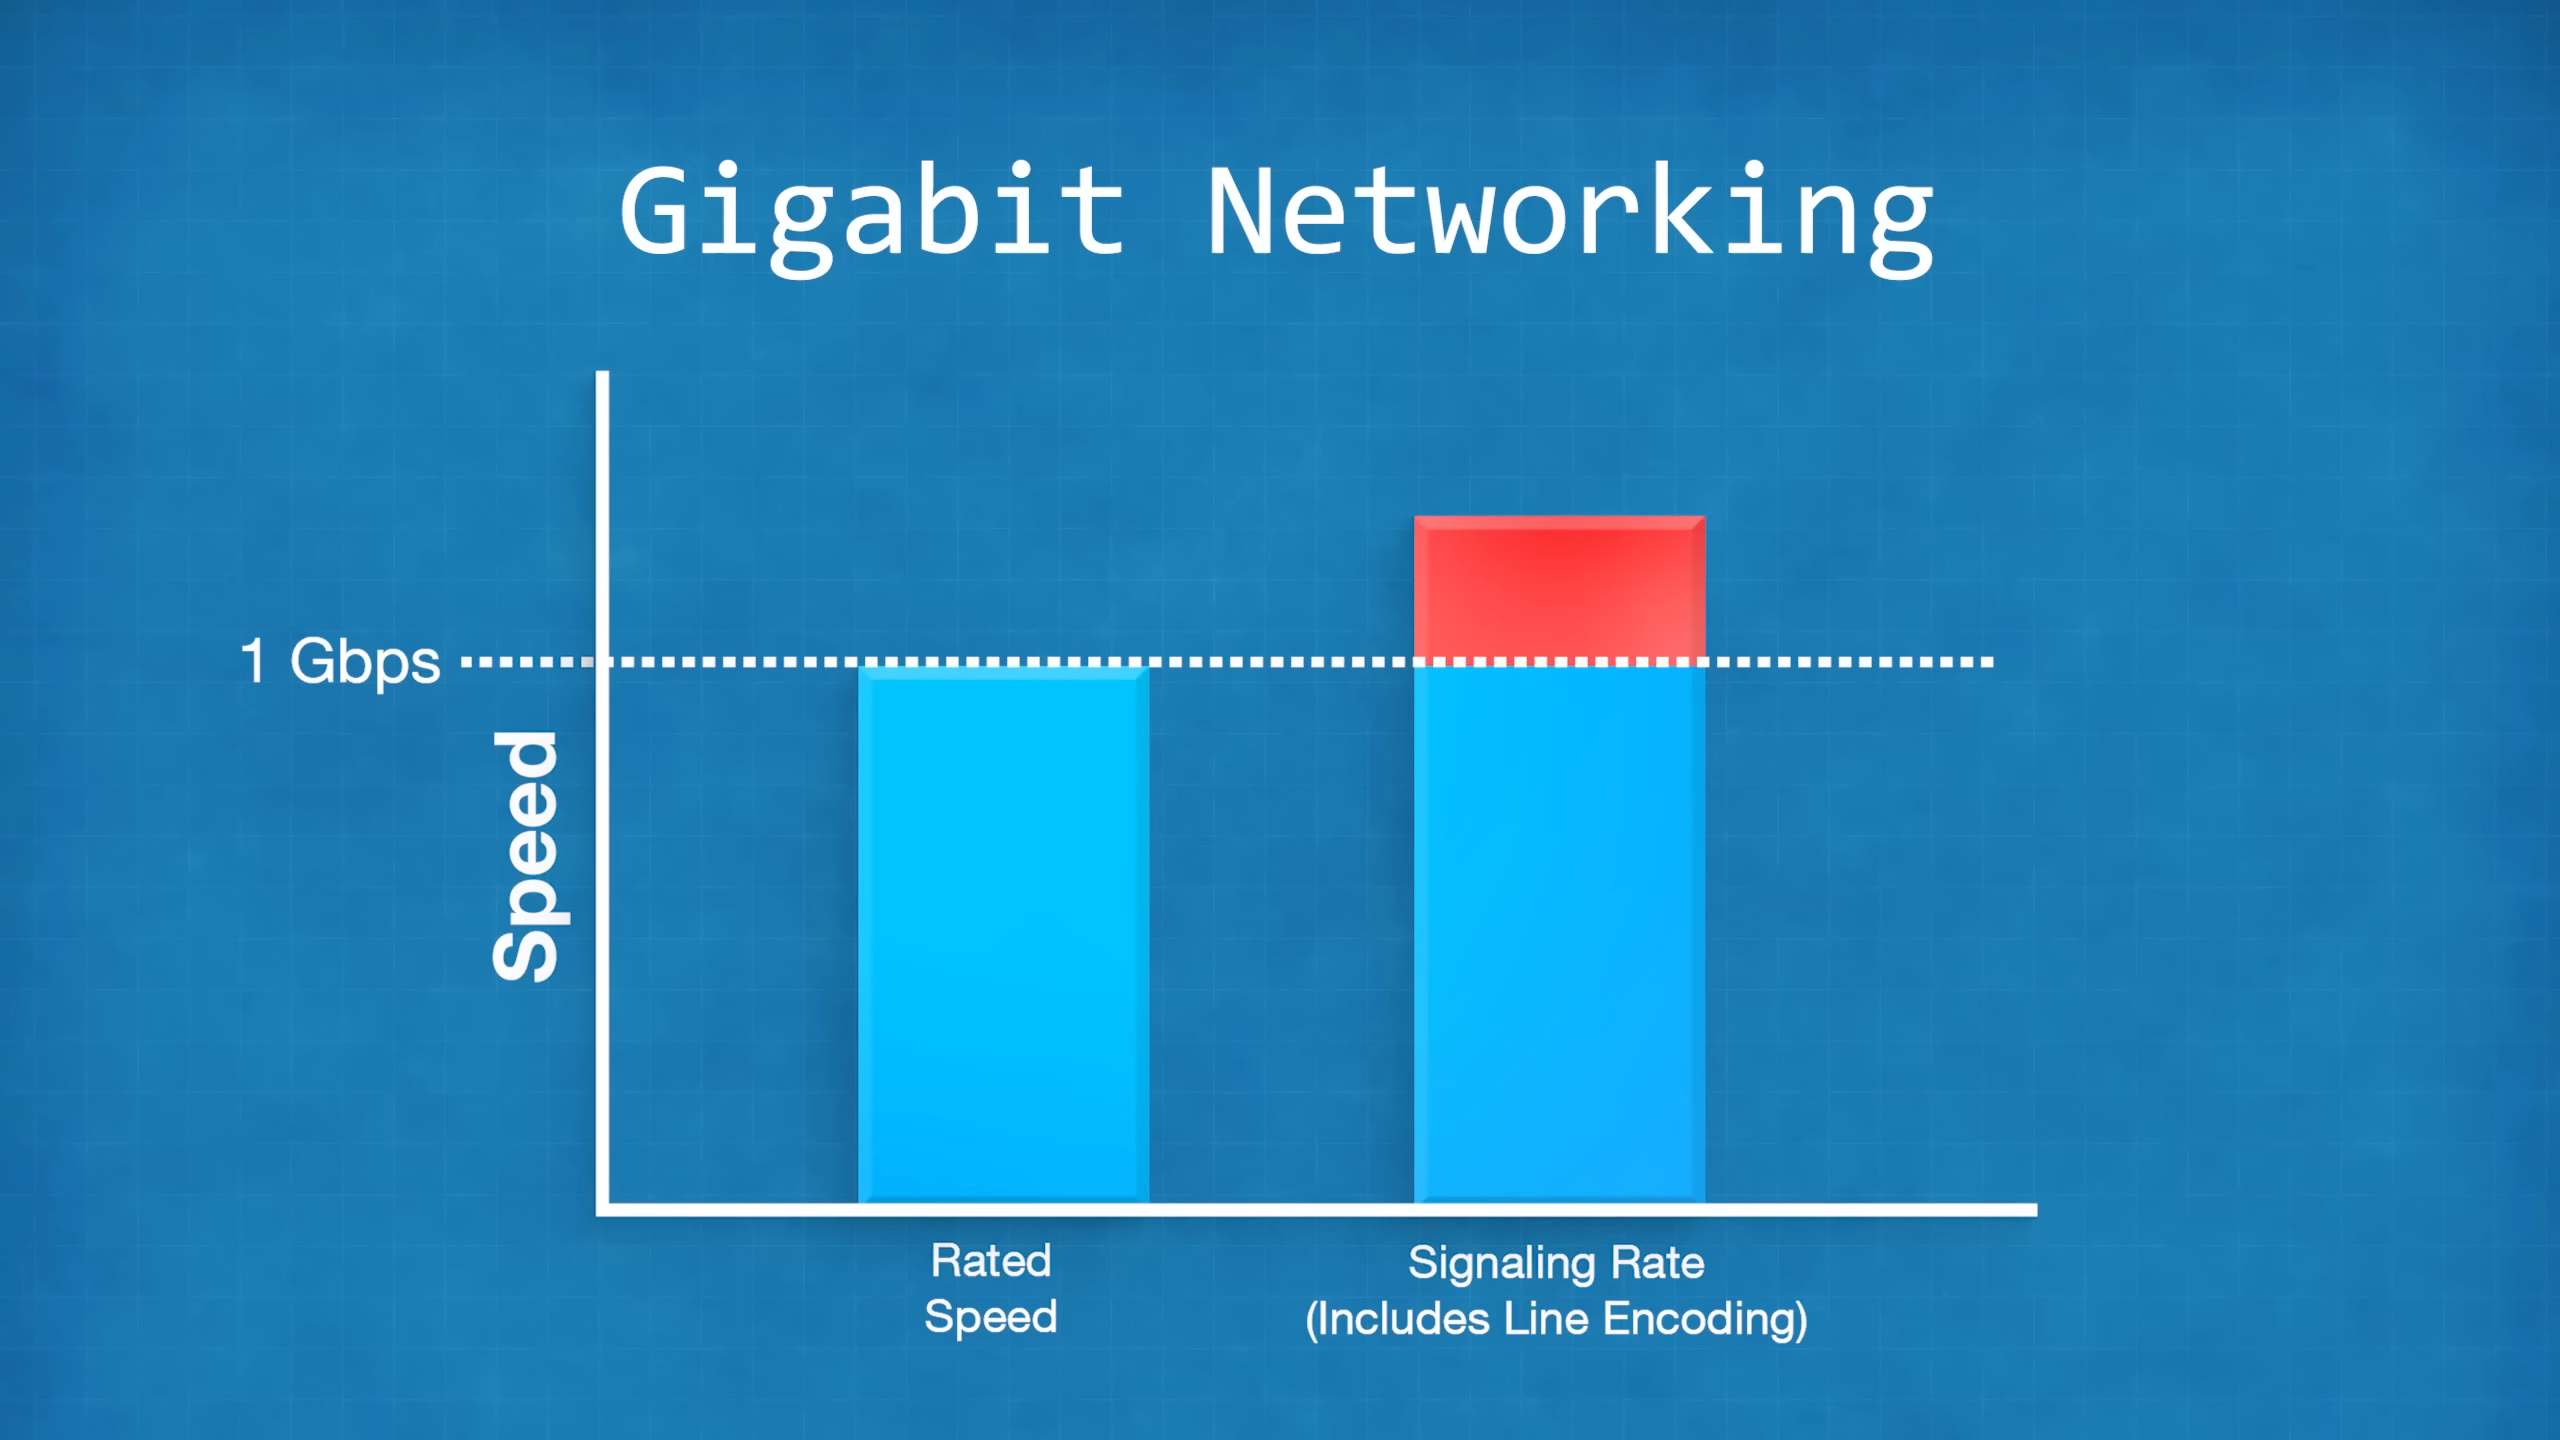 Gigabit Networking
1 Gbps
Speed
Rated
Speed
Signaling Rate
(Includes Line Encoding)